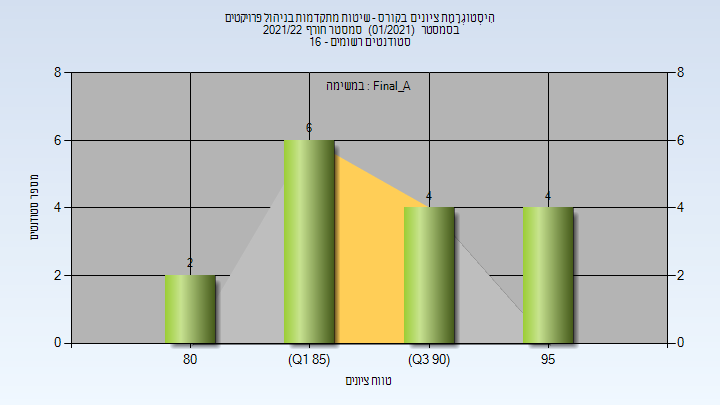 היסטוגרמת ציונים בקורס - שיטות מתקדמות בניהול פרויקטים
בסמסטר (01/2021) סמסטר חורף 2021/22
סטודנטים רשומים - 16
במשימה : Final_A
מספר סטודנטים
8
6
4
2
0
8
6
4
2
0
2
6
4
4
80
(Q1 85)
(Q3 90)
95
טווח ציונים